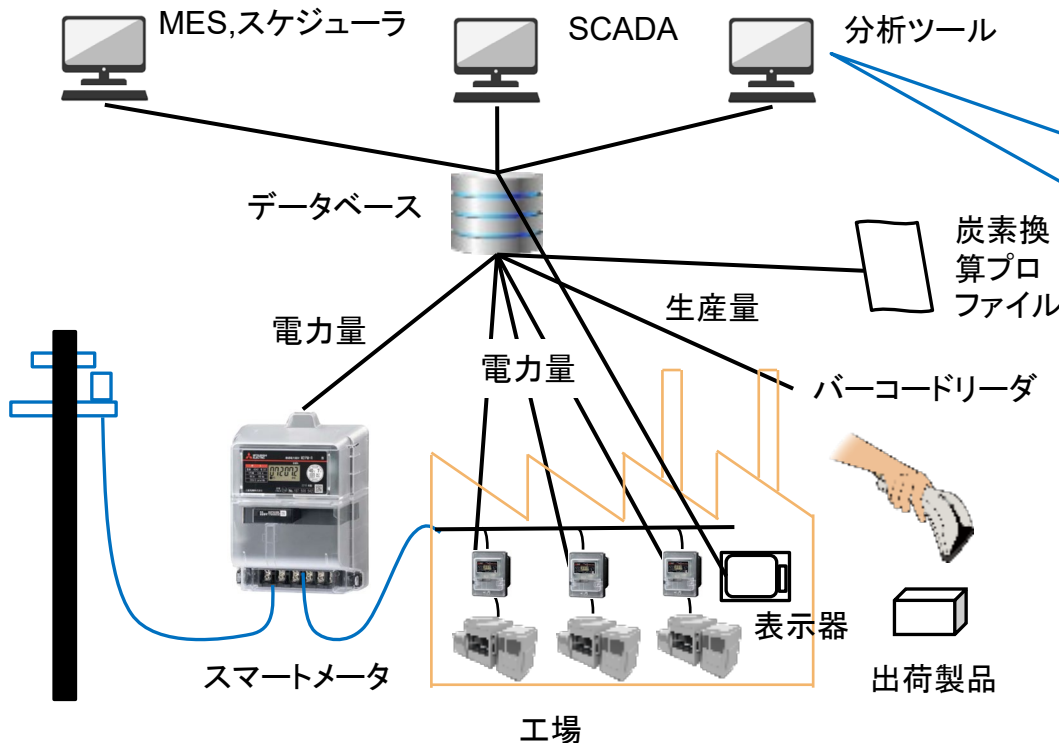 MES,スケジューラ
SCADA
分析ツール
データベース
炭素換
算プロ
ファイル
電力量
生産量
電力量
バーコードリーダ
スマートメータ
表示器
出荷製品
工場